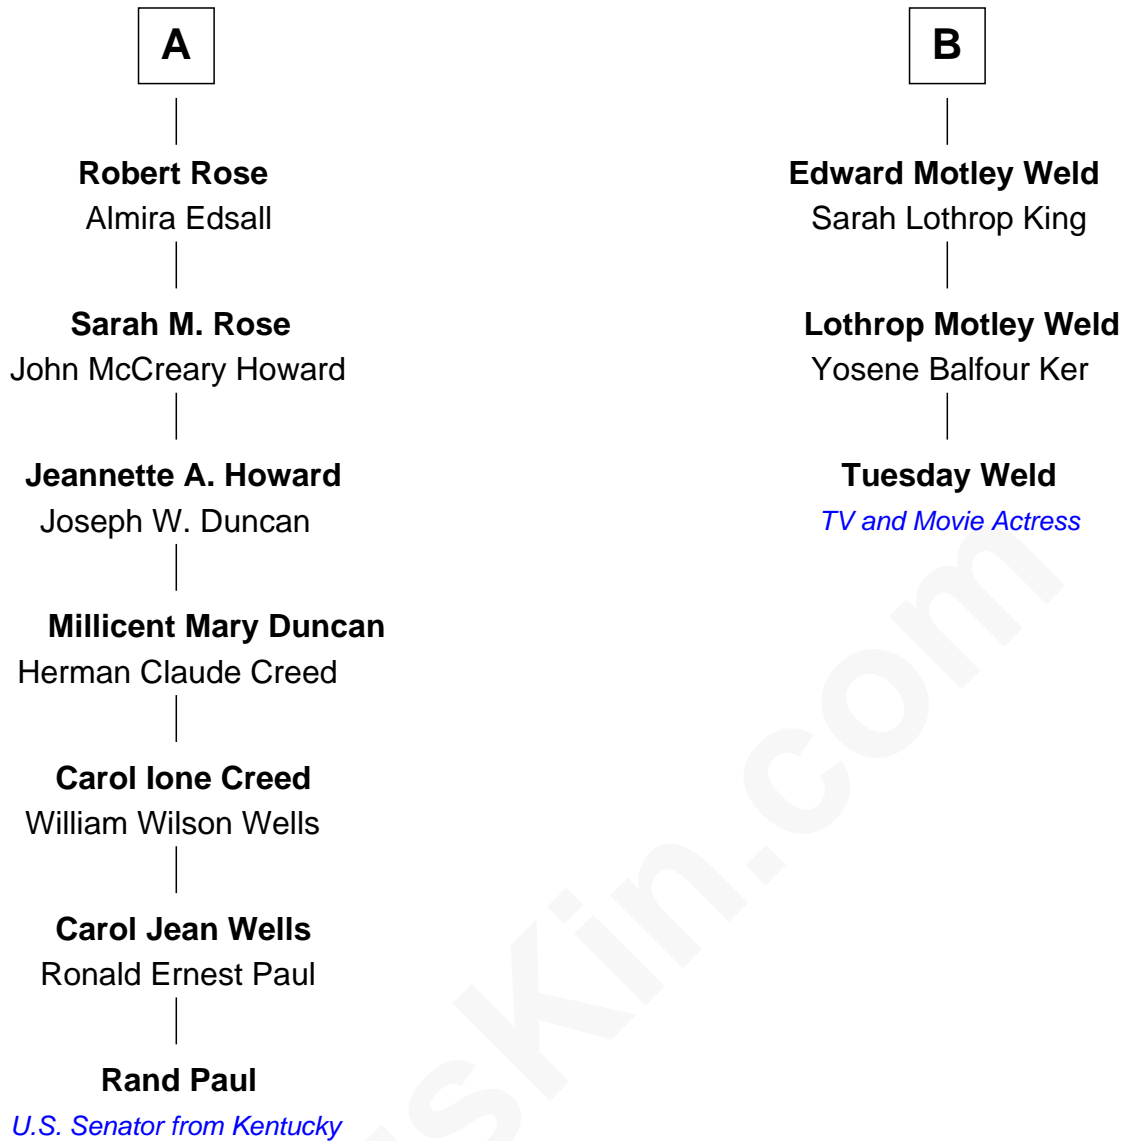 A
Robert Rose
Almira Edsall
Sarah M. Rose
John McCreary Howard
Jeannette A. Howard
Joseph W. Duncan
Millicent Mary Duncan
Herman Claude Creed
Carol Ione Creed
William Wilson Wells
Carol Jean Wells
Ronald Ernest Paul
Rand Paul
U.S. Senator from Kentucky
B
Edward Motley Weld
Sarah Lothrop King
Lothrop Motley Weld
Yosene Balfour Ker
Tuesday Weld
TV and Movie Actress
sKin.com